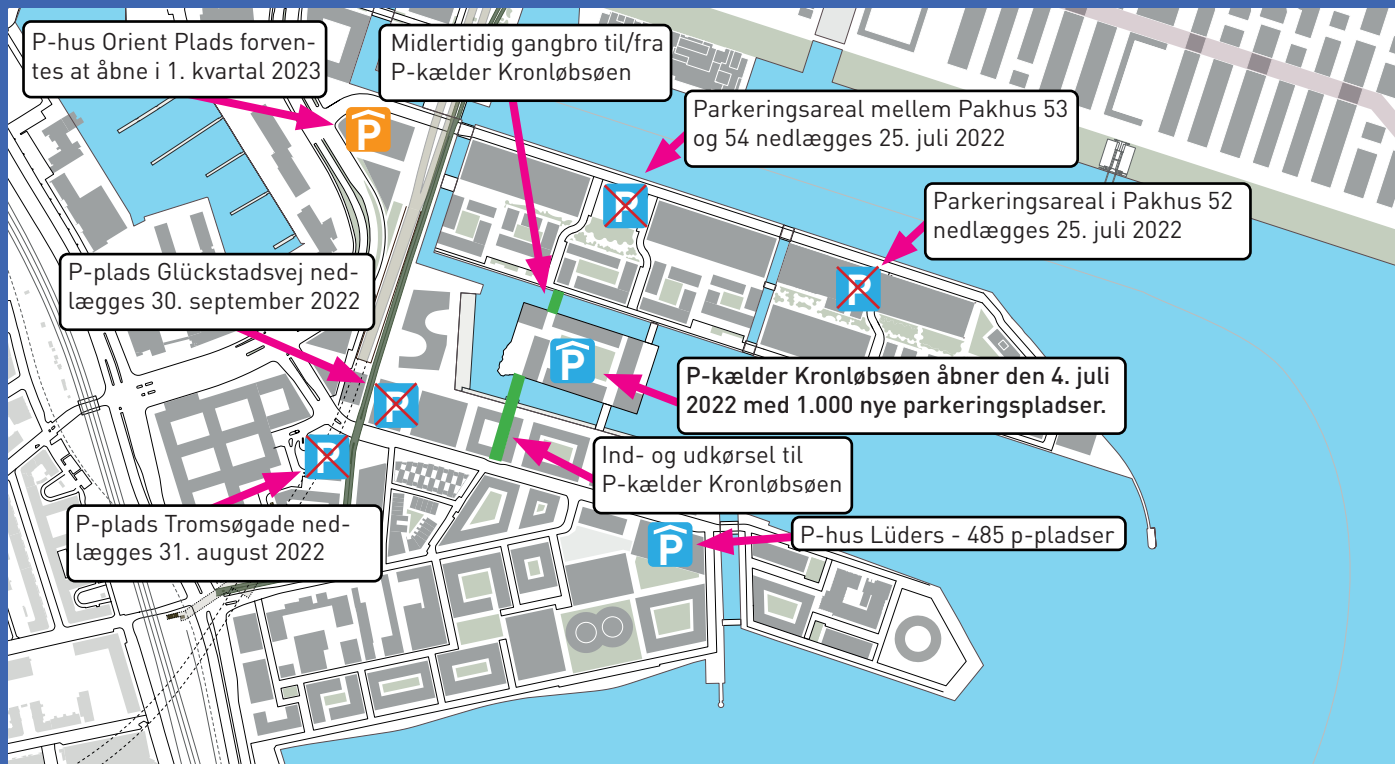 P-hus Orient Plads forven-
tes at åbne i 1. kvartal 2023
Midlertidig gangbro til/fra
P-kælder Kronløbsøen
Parkeringsareal mellem Pakhus 53
og 54 nedlægges 25. juli 2022
Parkeringsareal i Pakhus 52
nedlægges 25. juli 2022
P-plads Glückstadsvej ned-
lægges 30. september 2022
P-kælder Kronløbsøen åbner den 4. juli
2022 med 1.000 nye parkeringspladser.
Ind- og udkørsel til
P-kælder Kronløbsøen
P-plads Tromsøgade ned-
lægges 31. august 2022
P-hus Lüders - 485 p-pladser
P
P
P
P
P
P
P